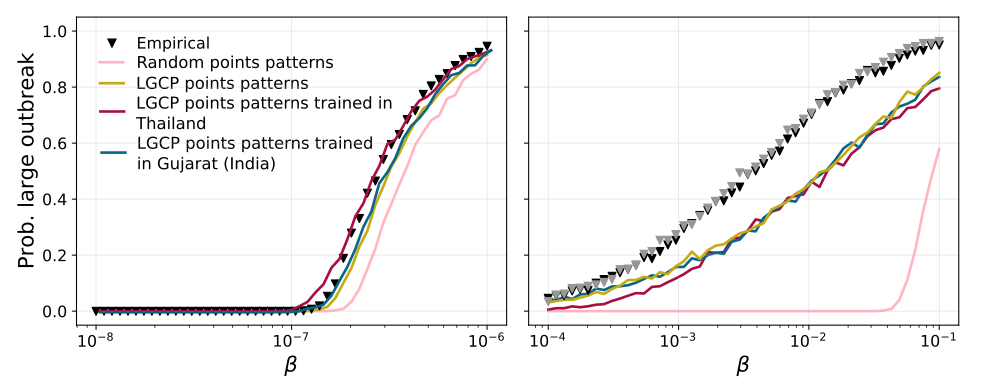 Prob. large outbreak
1.0
0.8
0.6
0.4
0.2
0.0
Empirical
Random points patterns
LGCP points patterns
LGCP points patterns trained in
Thailand
LGCP points patterns trained
in Gujarat (India)
10⁻⁸
10⁻⁷
10⁻⁶
β
10⁻⁴
10⁻³
10⁻²
10⁻¹
β